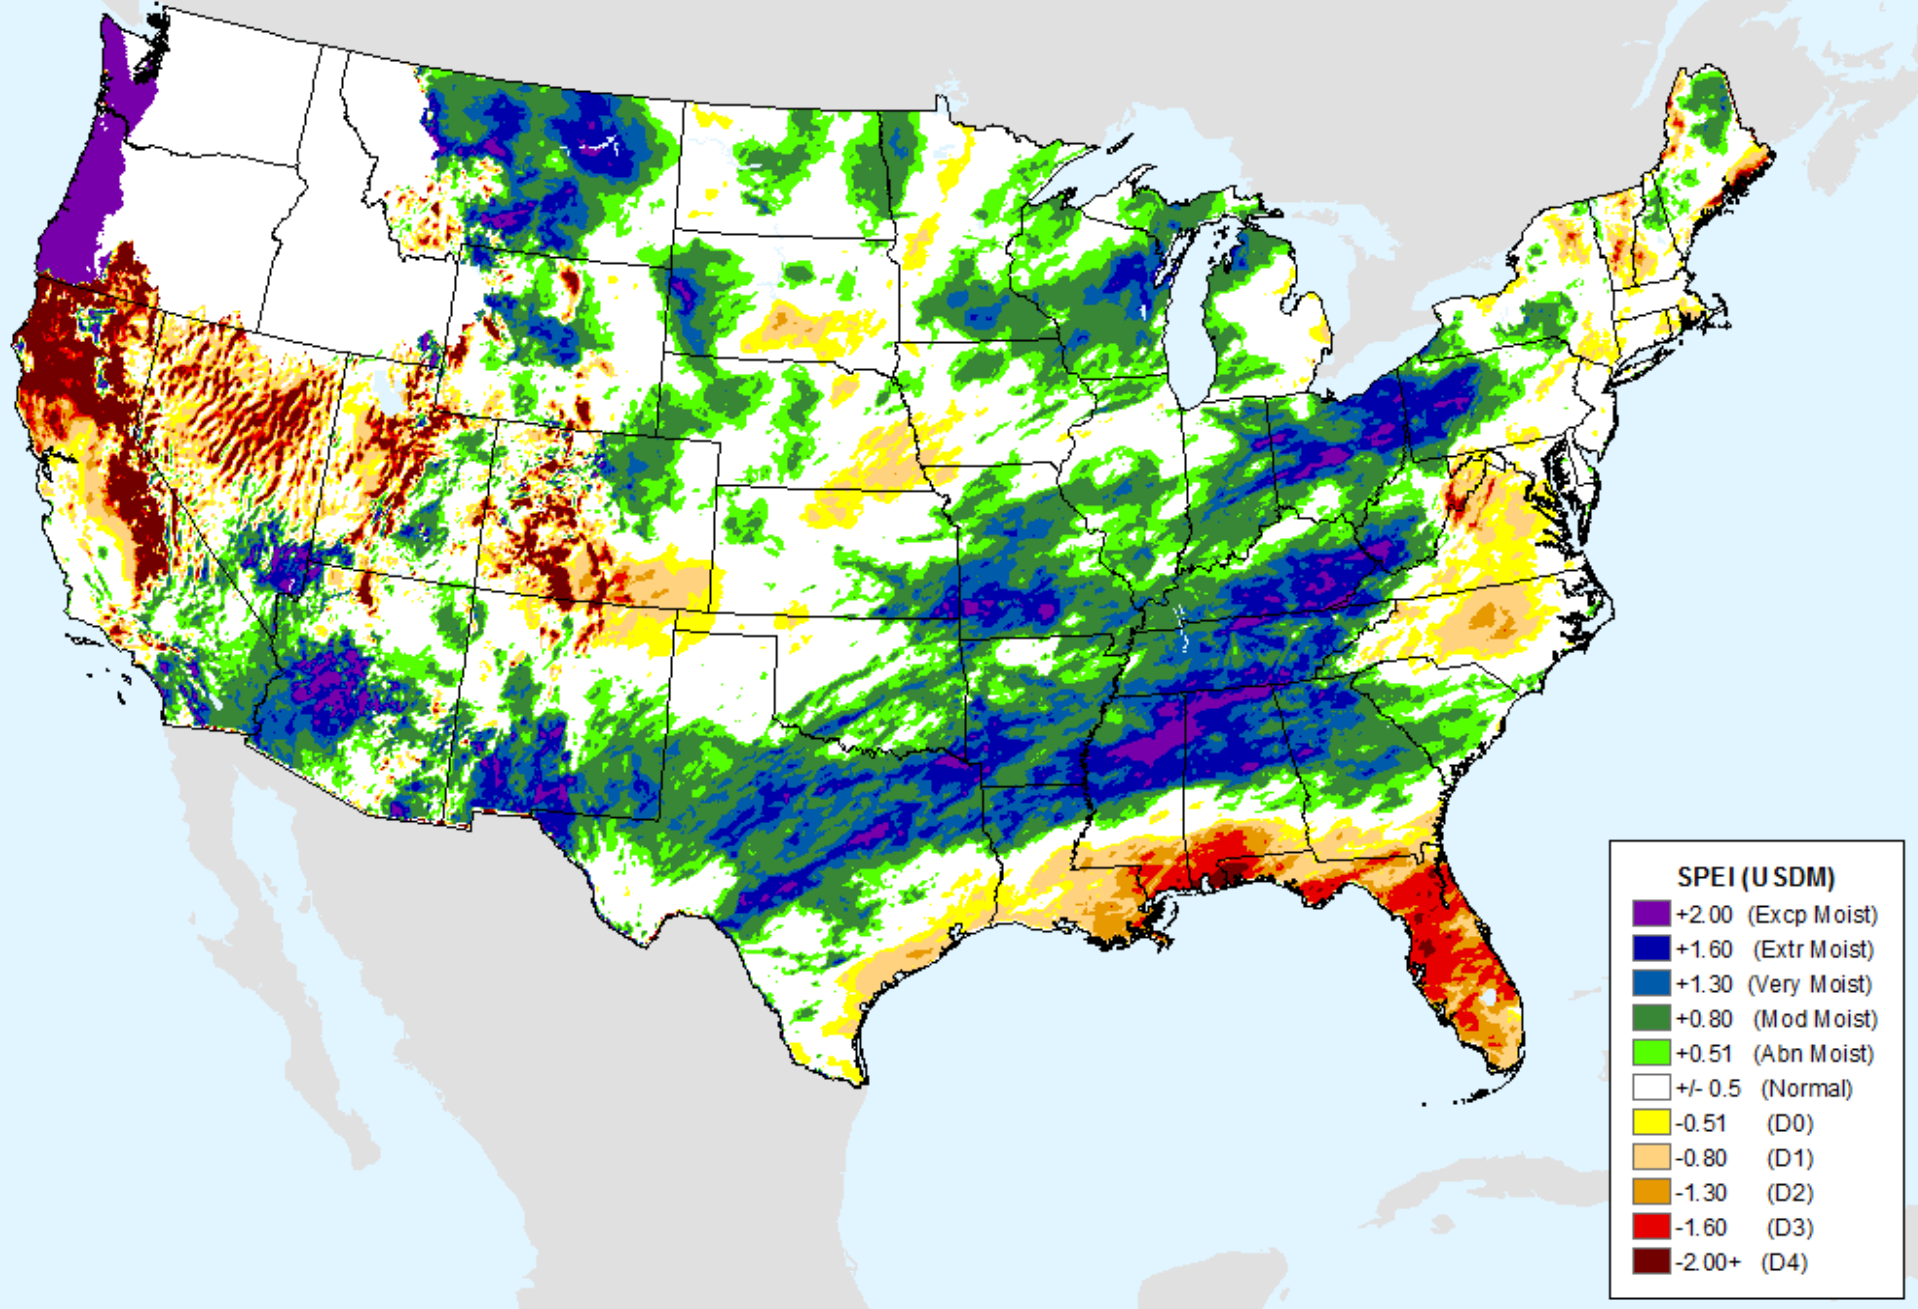 SPEI (USDM)
+2.00 (Excp Moist)
+1.60 (Extr Moist)
+1.30 (Very Moist)
+0.80 (Mod Moist)
+0.51 (Abn Moist)
+/- 0.5 (Normal)
-0.51 (D0)
-0.80 (D1)
-1.30 (D2)
-1.60 (D3)
-2.00+ (D4)